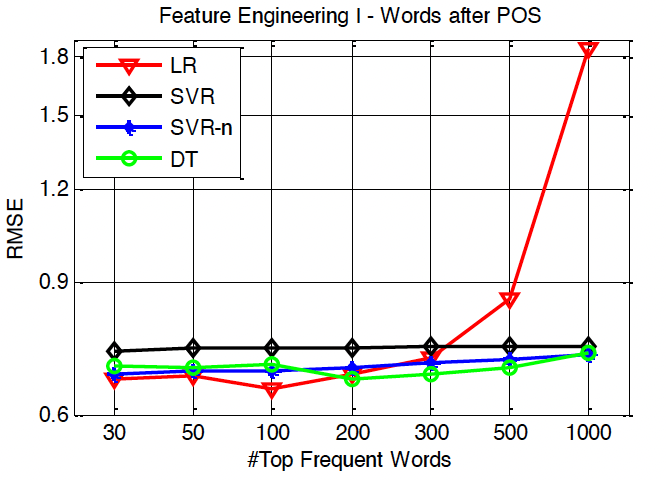 Feature Engineering I - Words after POS
LR
SVR
SVR-n
DT
1.8
1.5
1.2
0.9
0.6
RMSE
30 50 100 200 300 500 1000
#Top Frequent Words